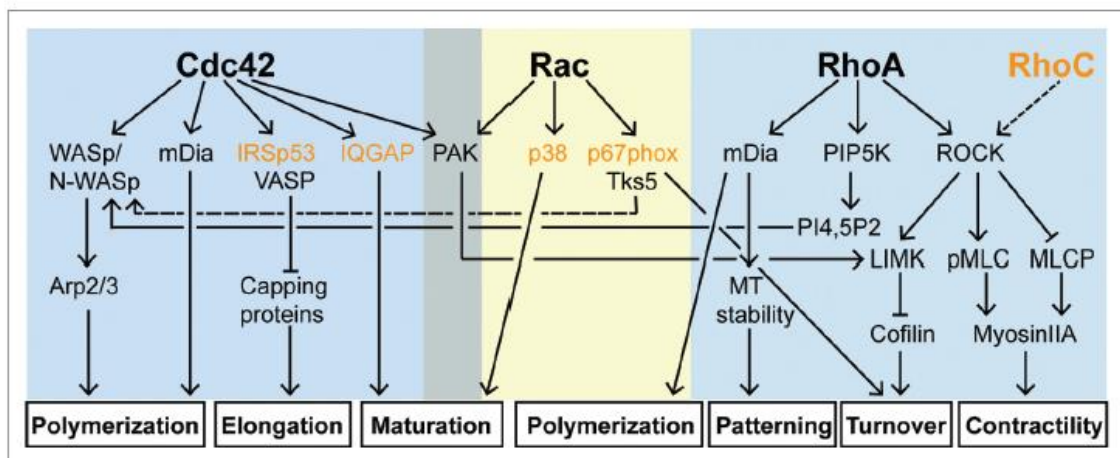 Cdc42 Rac RhoA RhoC
WASp/ mDia IRSp53 IQGAP PAK p38 p67phox mDia PIP5K ROCK
N-WASp VASP Tks5
PI4,5P2
LIMK pMLC MLCP
Arp2/3 Capping MT
proteins stability
Cofilin MyosinIIA
Polymerization Elongation Maturation Polymerization Patterning Turnover Contractility